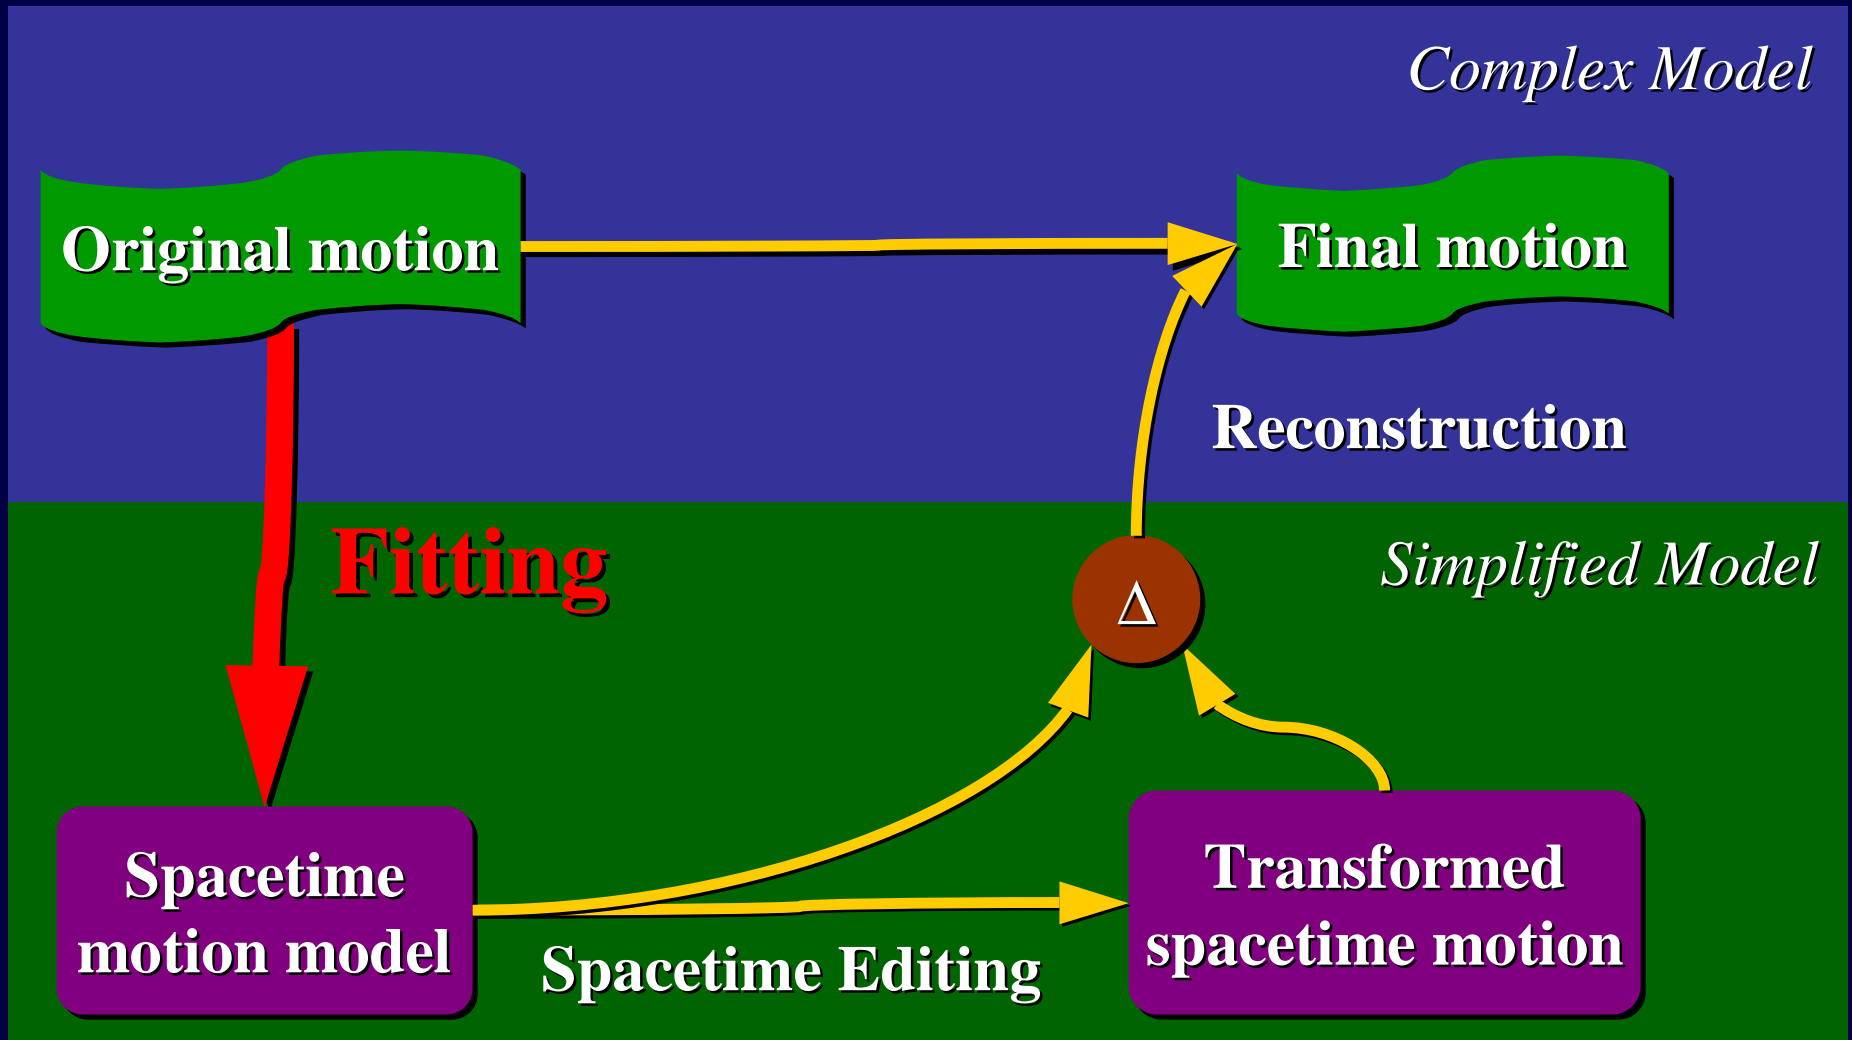 Complex Model
Original motion
Final motion
Reconstruction
Fitting
Simplified Model
Δ
Spacetime
motion model
Spacetime Editing
Transformed
spacetime motion